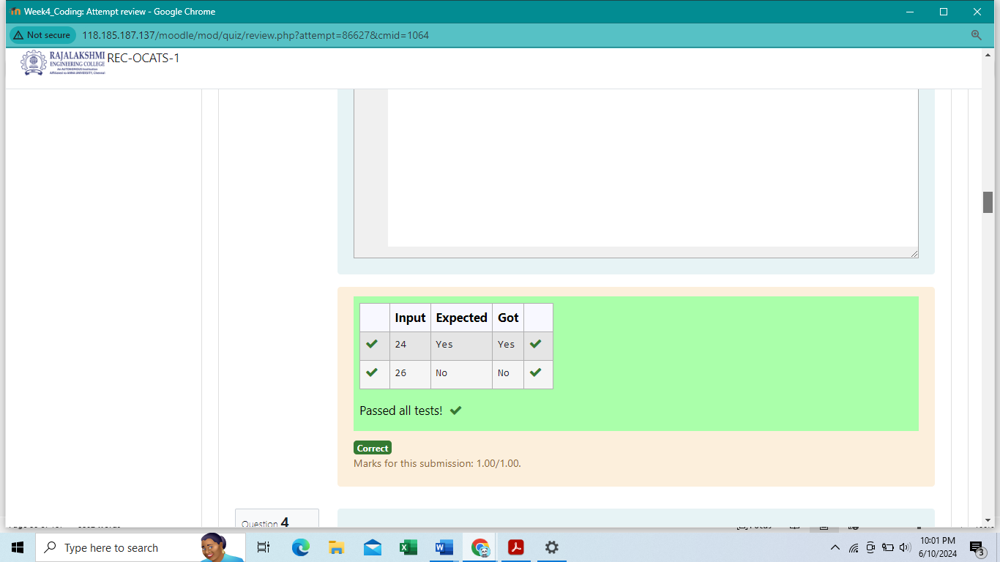 Week4_Coding: Attempt review - Google Chrome
Not secure 118.185.187.137/moodle/mod/quiz/review.php?attempt=86627&cmid=1064
RAJALAKSHMI
ENGINEERING COLLEGE
An AUTONOMOUS Institution
Affiliated to ANNA UNIVERSITY, Chennai
REC-OCATS-1
Input Expected Got
24 Yes Yes
26 No No
Passed all tests!
Correct
Marks for this submission: 1.00/1.00.
Question 4
Focus
Type here to search
10:01 PM
6/10/2024
3